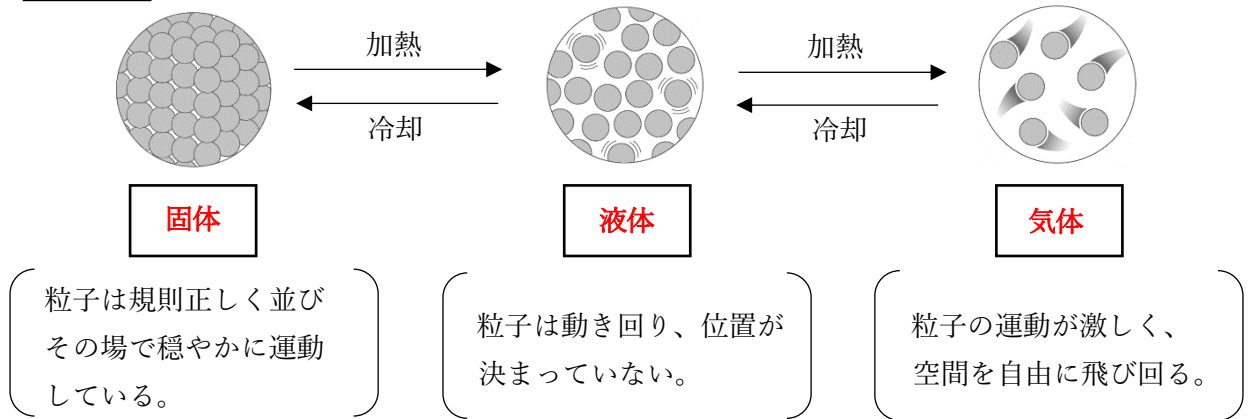 加熱
冷却
加熱
冷却
固体
液体
気体
粒子は規則正しく並び
その場で穏やかに運動
している。
粒子は動き回り、位置が
決まっていない。
粒子の運動が激しく、
空間を自由に飛び回る。